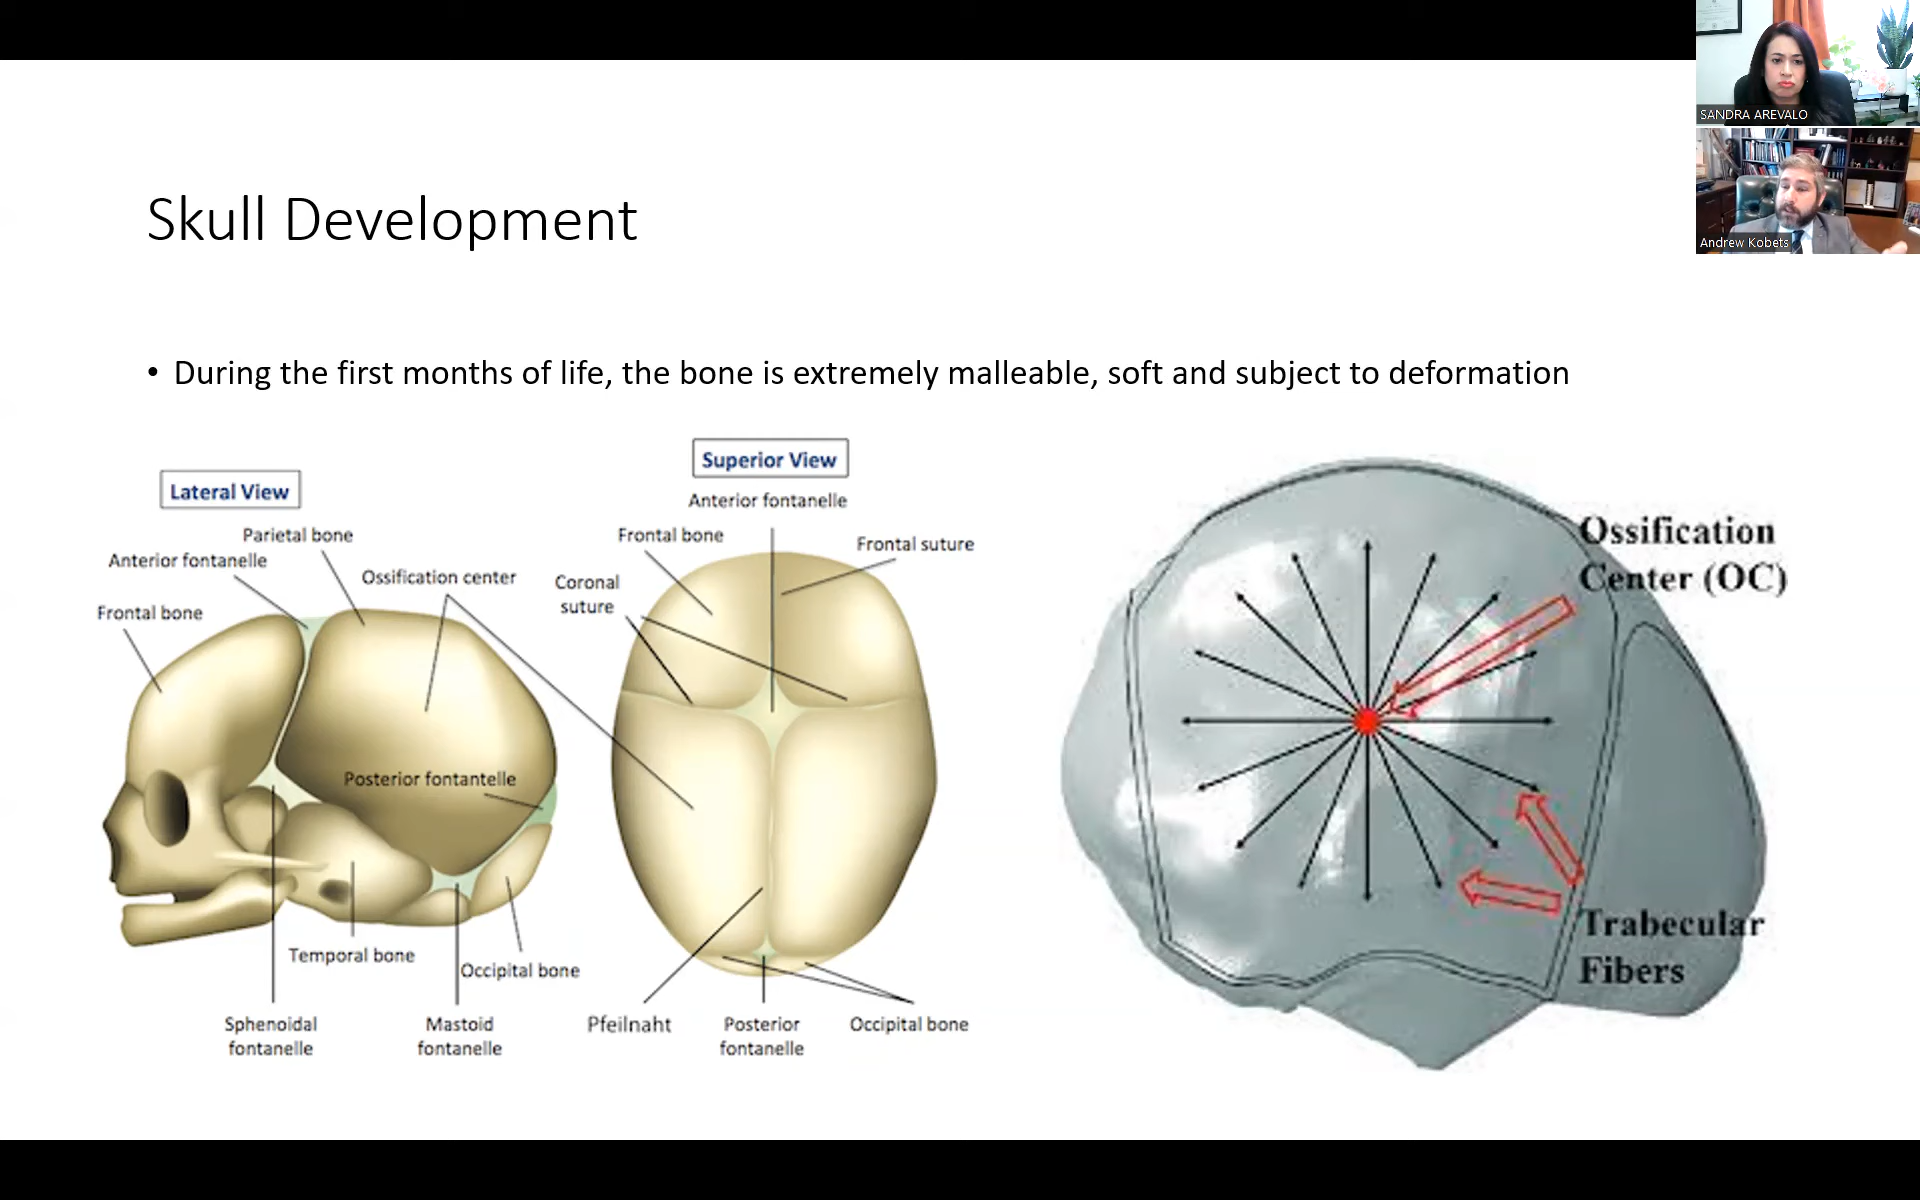 SANDRA AREVALO
Andrew Kobets
Skull Development
• During the first months of life, the bone is extremely malleable, soft and subject to deformation
Lateral View
Parietal bone
Anterior fontanelle
Ossification center
Frontal bone
Posterior fontantelle
Temporal bone
Occipital bone
Sphenoidal
fontanelle
Mastoid
fontanelle
Superior View
Anterior fontanelle
Frontal bone
Frontal suture
Coronal
suture
Pfeilnaht
Posterior
fontanelle
Occipital bone
Ossification
Center (OC)
Trabecular
Fibers